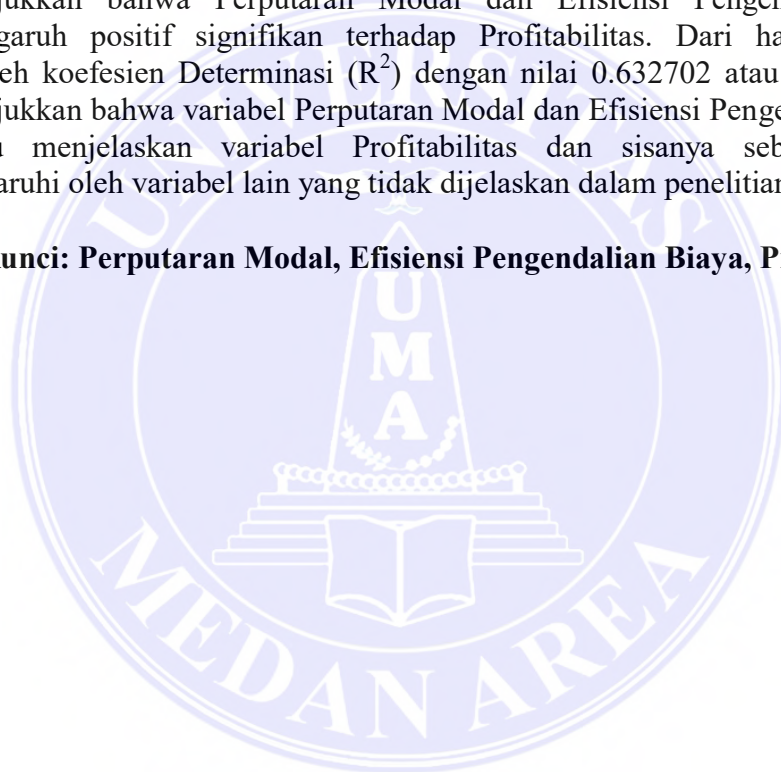 jukkan bahwa Perputaran Modal dan Efisiensi Pengen
garuh positif signifikan terhadap Profitabilitas. Dari ha
eh koefesien Determinasi (R²) dengan nilai 0.632702 atau
jukkan bahwa variabel Perputaran Modal dan Efisiensi Penge
menjelaskan variabel Profitabilitas dan sisanya seb
aruhi oleh variabel lain yang tidak dijelaskan dalam penelitian
unci: Perputaran Modal, Efisiensi Pengendalian Biaya, P
UNIVERSITAS
U
M
A
MEDAN AREA